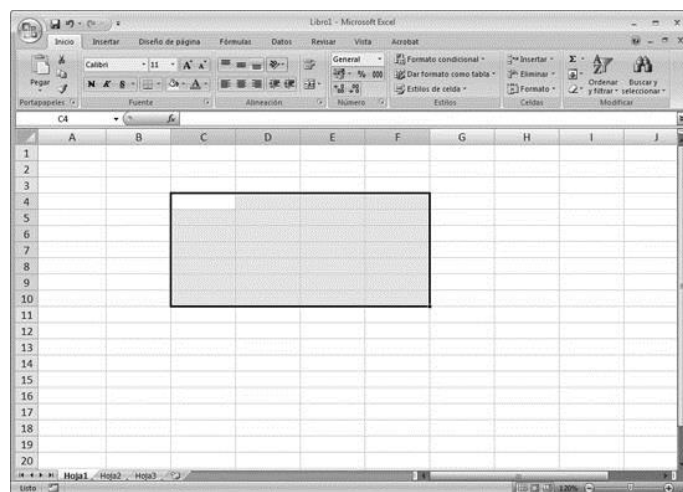 Libro1 - Microsoft Excel
Inicio Insertar Diseño de página Fórmulas Datos Revisar Vista Acrobat
Pegar
Calibri 11
N K S
General
% 000
Formato condicional
Dar formato como tabla
Estilos de celda
Insertar
Eliminar
Formato
Σ
Ordenar y filtrar
Buscar y seleccionar
Portapapeles Fuente Alineación Número Estilos Celdas Modificar
C4 fx
A B C D E F G H I J
1
2
3
4
5
6
7
8
9
10
11
12
13
14
15
16
17
18
19
20
Hoja1 Hoja2 Hoja3
Listo 120%